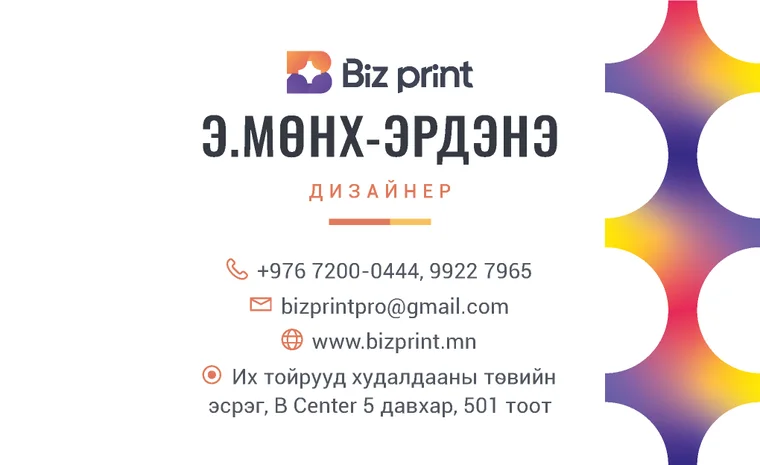 Biz print
Э.МӨНХ-ЭРДЭНЭ
ДИЗАЙНЕР
+976 7200-0444, 9922 7965
bizprintpro@gmail.com
www.bizprint.mn
Их тойрууд худалдааны төвийн
эсрэг, B Center 5 давхар, 501 тоот